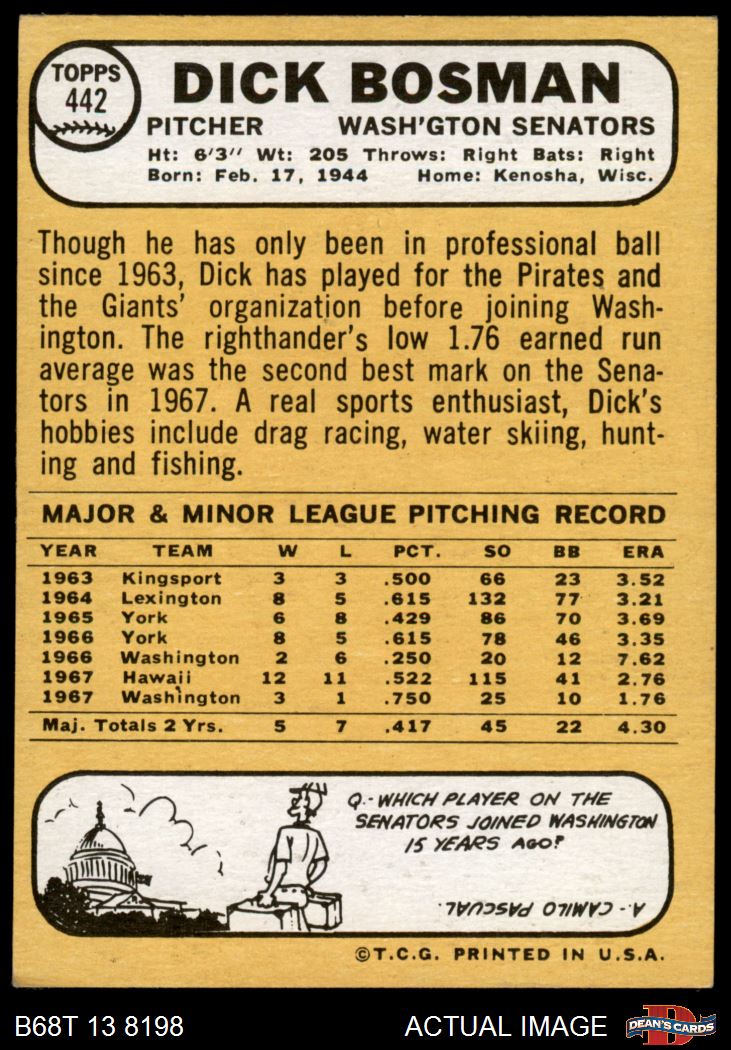 TOPPS
442
DICK BOSMAN
PITCHER WASH'GTON SENATORS
Ht: 6'3" Wt: 205 Throws: Right Bats: Right
Born: Feb. 17, 1944 Home: Kenosha, Wisc.
Though he has only been in professional ball
since 1963, Dick has played for the Pirates and
the Giants' organization before joining Wash-
ington. The righthander's low 1.76 earned run
average was the second best mark on the Sena-
tors in 1967. A real sports enthusiast, Dick's
hobbies include drag racing, water skiing, hunt-
ing and fishing.
MAJOR & MINOR LEAGUE PITCHING RECORD
YEAR TEAM W L PCT. SO BB ERA
1963 Kingsport 3 3 .500 66 23 3.52
1964 Lexington 8 5 .615 132 77 3.21
1965 York 6 8 .429 86 70 3.69
1966 York 8 5 .615 78 46 3.35
1966 Washington 2 6 .250 20 12 7.62
1967 Hawaii 12 11 .522 115 41 2.76
1967 Washington 3 1 .750 25 10 1.76
Maj. Totals 2 Yrs. 5 7 .417 45 22 4.30
Q.- WHICH PLAYER ON THE
SENATORS JOINED WASHINGTON
15 YEARS AGO?
A.- CAMILO PASCUAL
©T.C.G. PRINTED IN U.S.A.
B68T 13 8198 ACTUAL IMAGE
DEAN'S CARDS